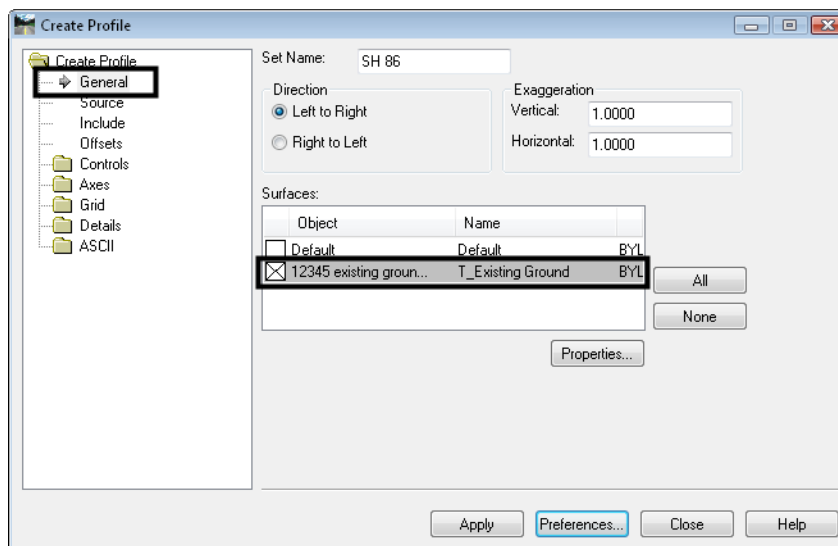 Create Profile
Create Profile
General
Source
Include
Offsets
Controls
Axes
Grid
Details
ASCII
Set Name: SH 86
Direction
Left to Right
Right to Left
Exaggeration
Vertical: 1.0000
Horizontal: 1.0000
Surfaces:
Object Name
Default Default BYL
12345 existing groun... T_Existing Ground BYL
All
None
Properties...
Apply Preferences... Close Help